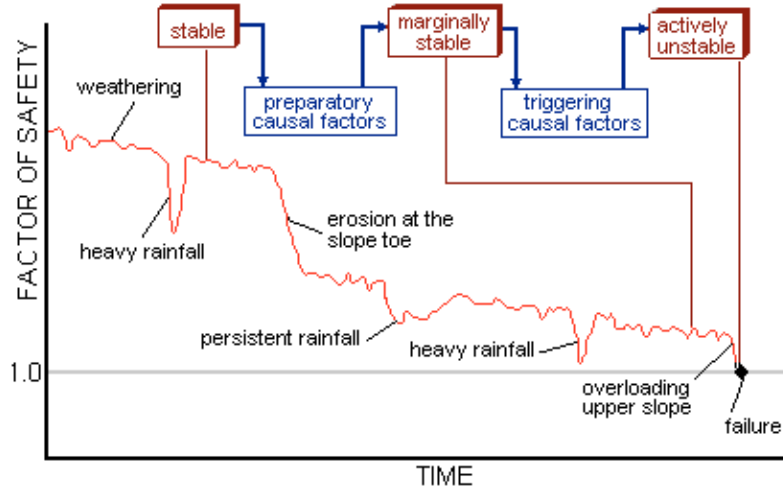 stable
marginally
stable
actively
unstable
preparatory
causal factors
triggering
causal factors
FACTOR OF SAFETY
weathering
heavy rainfall
erosion at the
slope toe
persistent rainfall
heavy rainfall
1.0
overloading
upper slope
failure
TIME